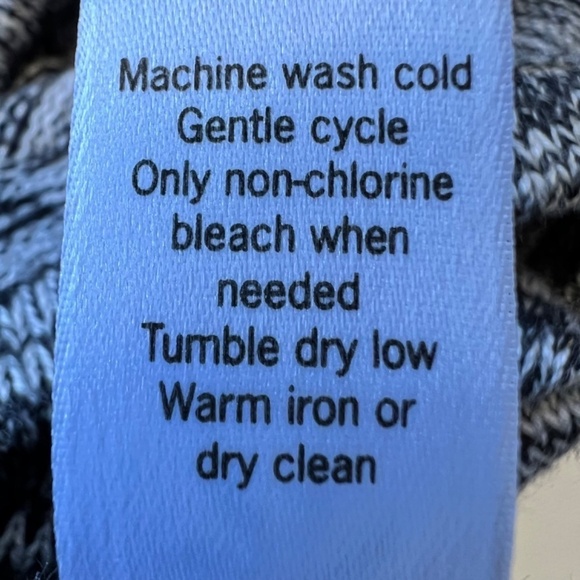 Machine wash cold
Gentle cycle
Only non-chlorine
bleach when
needed
Tumble dry low
Warm iron or
dry clean